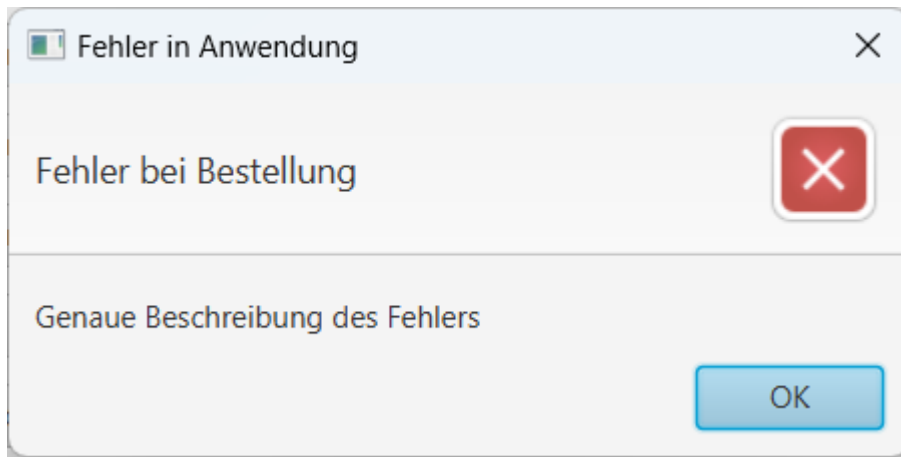 Fehler in Anwendung
Fehler bei Bestellung
Genaue Beschreibung des Fehlers
OK